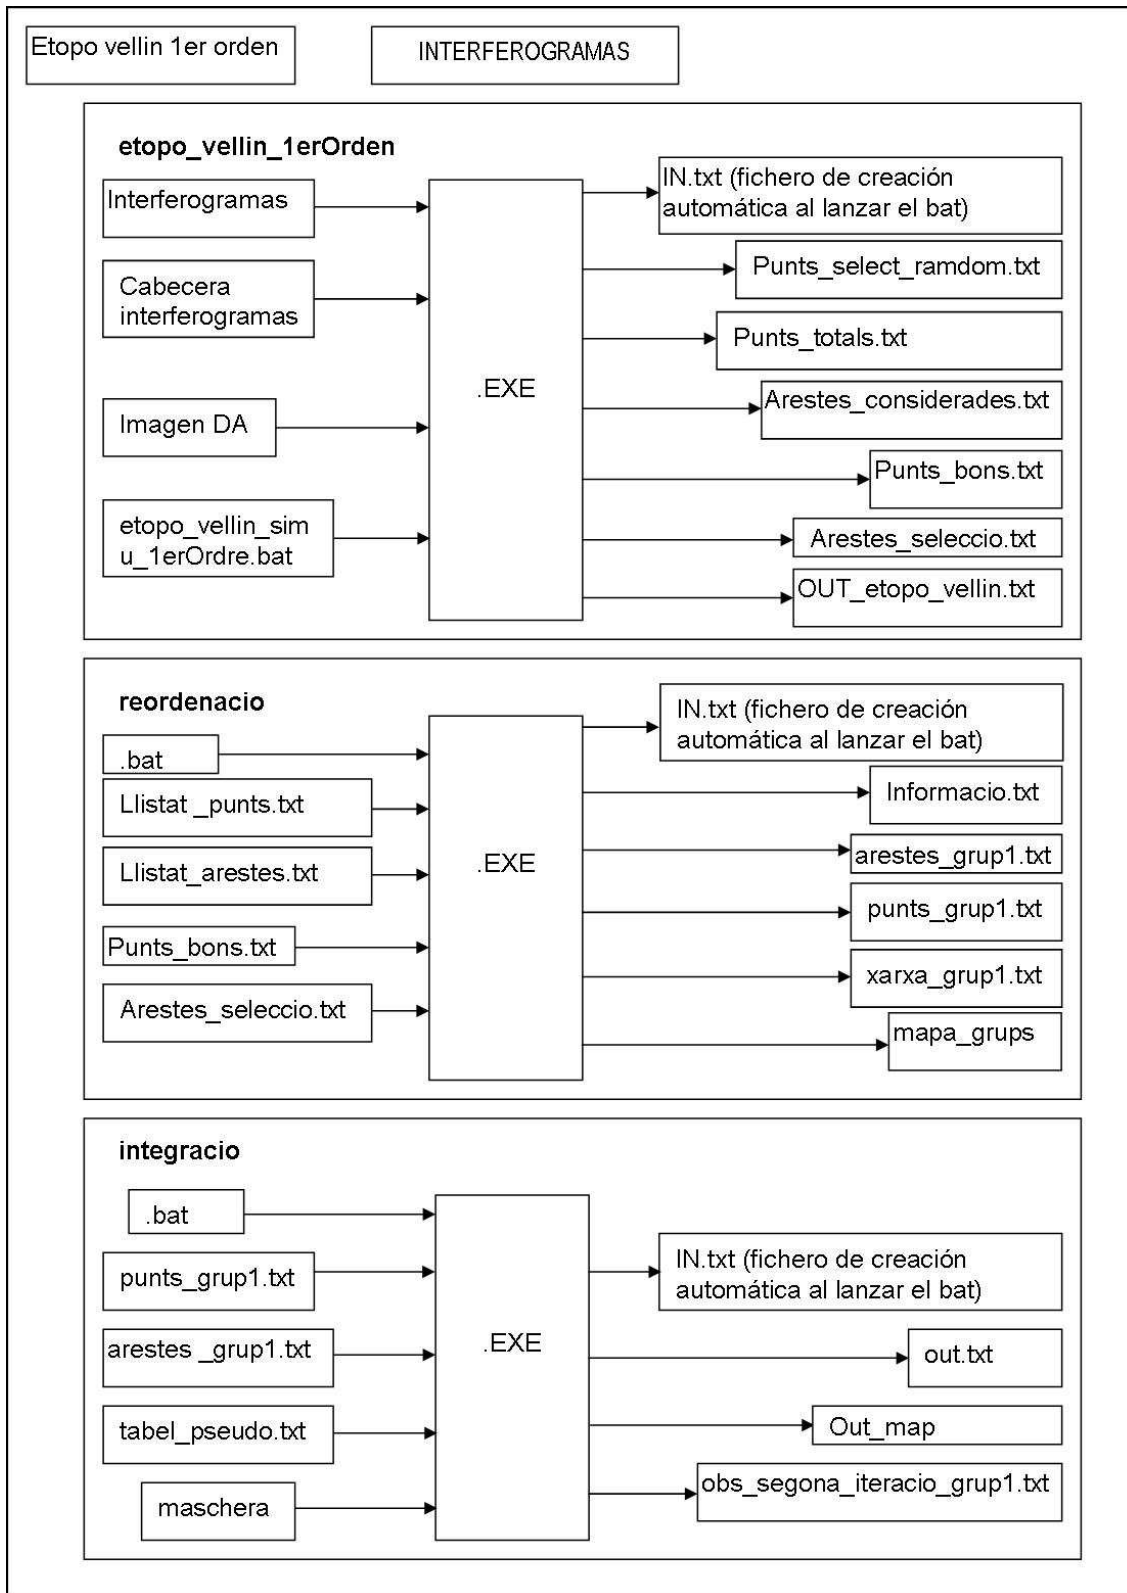 Etopo vellin 1er orden
INTERFEROGRAMAS
etopo_vellin_1erOrden
Interferogramas
Cabecera
interferogramas
Imagen DA
etopo_vellin_sim
u_1erOrdre.bat
.EXE
IN.txt (fichero de creación
automática al lanzar el bat)
Punts_select_ramdom.txt
Punts_totals.txt
Arestes_considerades.txt
Punts_bons.txt
Arestes_seleccio.txt
OUT_etopo_vellin.txt
reordenacio
.bat
Llistat _punts.txt
Llistat_arestes.txt
Punts_bons.txt
Arestes_seleccio.txt
.EXE
IN.txt (fichero de creación
automática al lanzar el bat)
Informacio.txt
arestes_grup1.txt
punts_grup1.txt
xarxa_grup1.txt
mapa_grups
integracio
.bat
punts_grup1.txt
arestes _grup1.txt
tabel_pseudo.txt
maschera
.EXE
IN.txt (fichero de creación
automática al lanzar el bat)
out.txt
Out_map
obs_segona_iteracio_grup1.txt